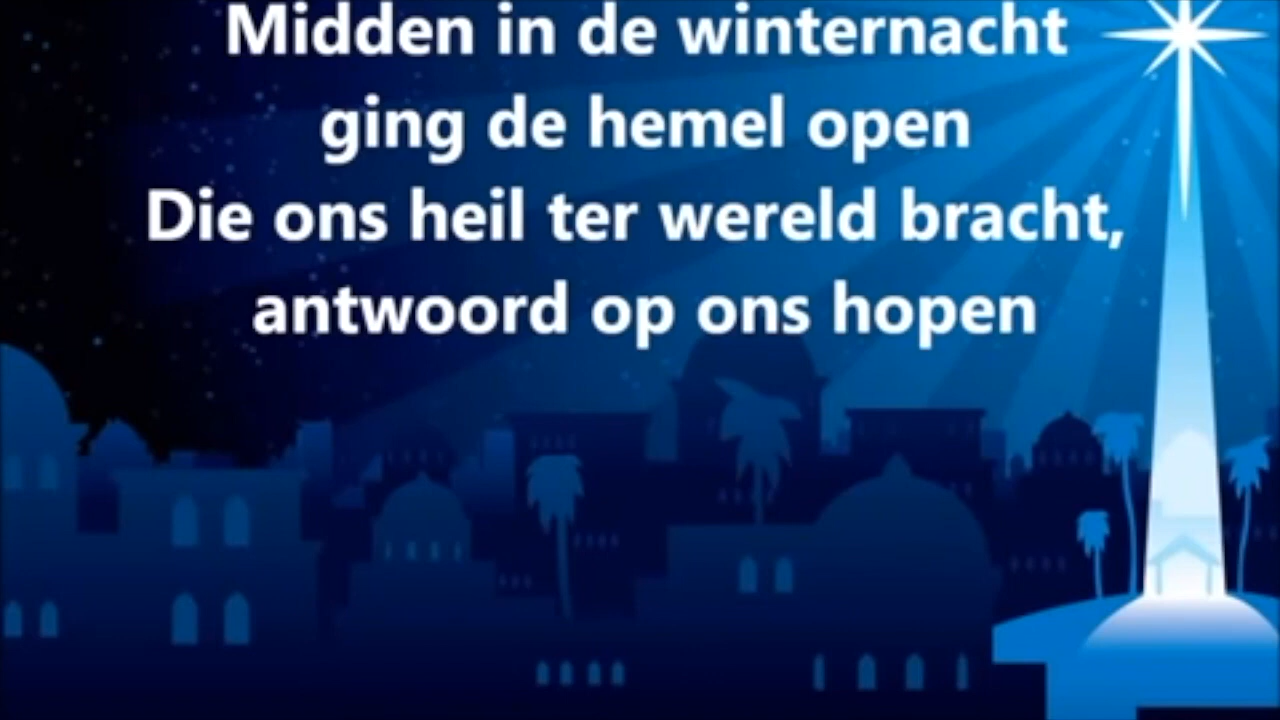 Midden in de winternacht
ging de hemel open
Die ons heil ter wereld bracht,
antwoord op ons hopen